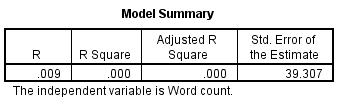 Model Summary
R R Square Adjusted R Square Std. Error of the Estimate
.009 .000 .000 39.307
The independent variable is Word count.